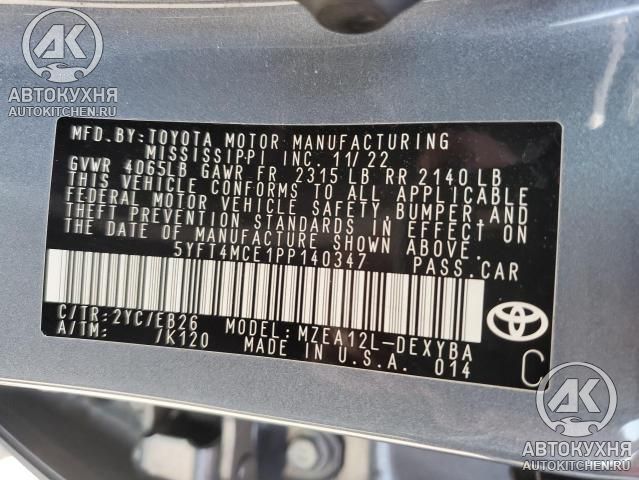 АК
АВТОКУХНЯ
AUTOKITCHEN.RU
MFD.BY:TOYOTA MOTOR MANUFACTURING
MISSISSIPPI INC. 11/22
GVWR 4065LB GAWR FR 2315 LB RR 2140 LB
THIS VEHICLE CONFORMS TO ALL APPLICABLE
FEDERAL MOTOR VEHICLE SAFETY,BUMPER,AND
THEFT PREVENTION STANDARDS IN EFFECT ON
THE DATE OF MANUFACTURE SHOWN ABOVE.
5YFT4MCE1PP140347 PASS.CAR
C/TR:2YC/EB26 MODEL:MZEA12L-DEXYBA
A/TM: /K120 MADE IN U.S.A. 014
C
АК
АВТОКУХНЯ
AUTOKITCHEN.RU